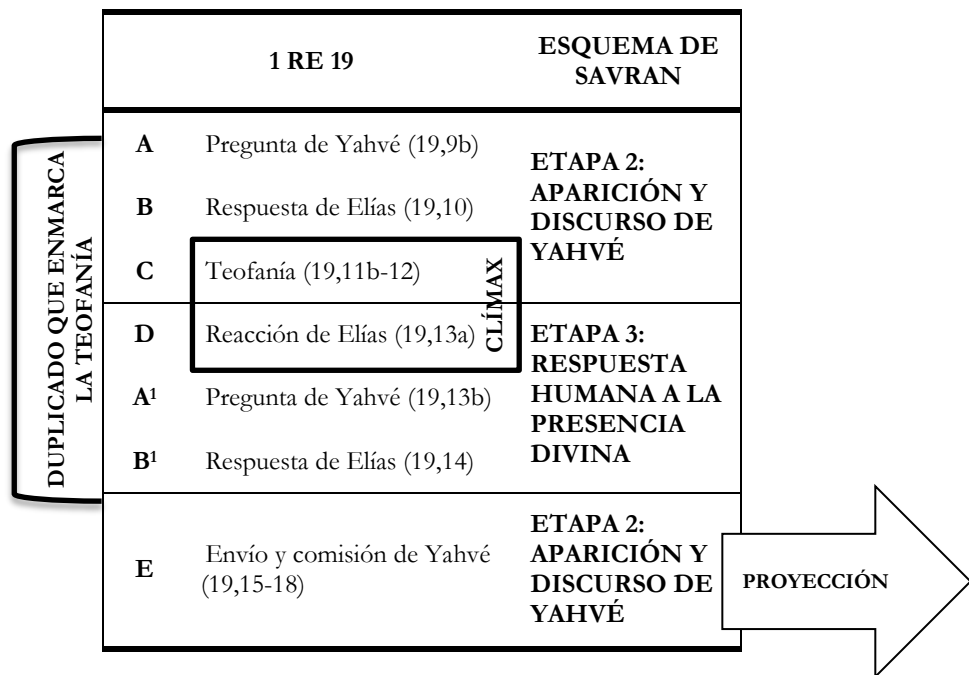 1 RE 19
ESQUEMA DE
SAVRAN
DUPLICADO QUE ENMARCA
LA TEOFANÍA
A
Pregunta de Yahvé (19,9b)
B
Respuesta de Elías (19,10)
C
Teofanía (19,11b-12)
ETAPA 2:
APARICIÓN Y
DISCURSO DE
YAHVÉ
CLÍMAX
D
Reacción de Elías (19,13a)
A¹
Pregunta de Yahvé (19,13b)
B¹
Respuesta de Elías (19,14)
ETAPA 3:
RESPUESTA
HUMANA A LA
PRESENCIA
DIVINA
E
Envío y comisión de Yahvé
(19,15-18)
ETAPA 2:
APARICIÓN Y
DISCURSO DE
YAHVÉ
PROYECCIÓN